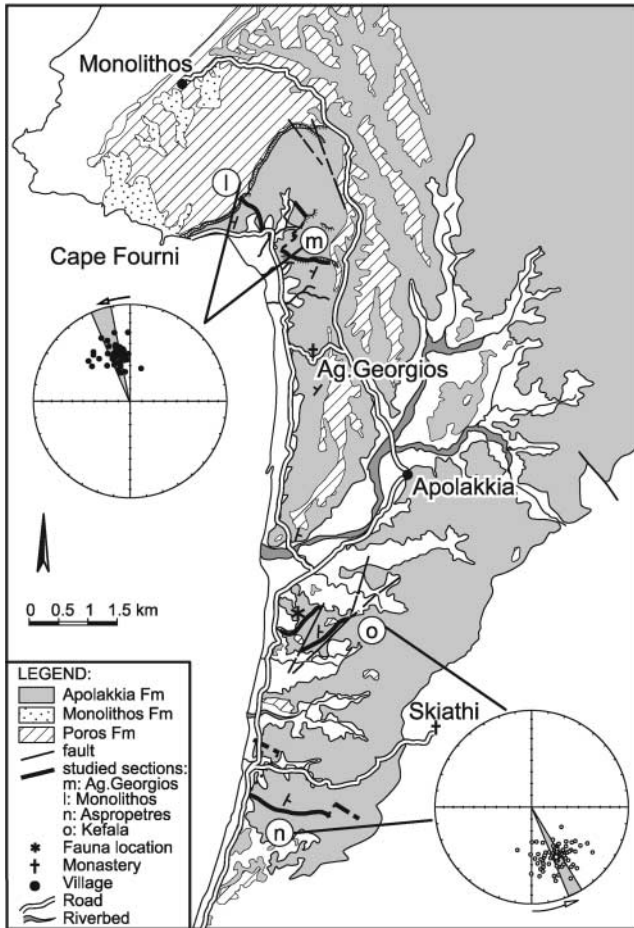 Monolithos
l
m
Cape Fourni
Ag.Georgios
Apolakkia
0 0.5 1 1.5 km
o
Skiathi
n
LEGEND:
Apolakkia Fm
Monolithos Fm
Poros Fm
fault
studied sections:
m: Ag.Georgios
l: Monolithos
n: Aspropetres
o: Kefala
Fauna location
Monastery
Village
Road
Riverbed